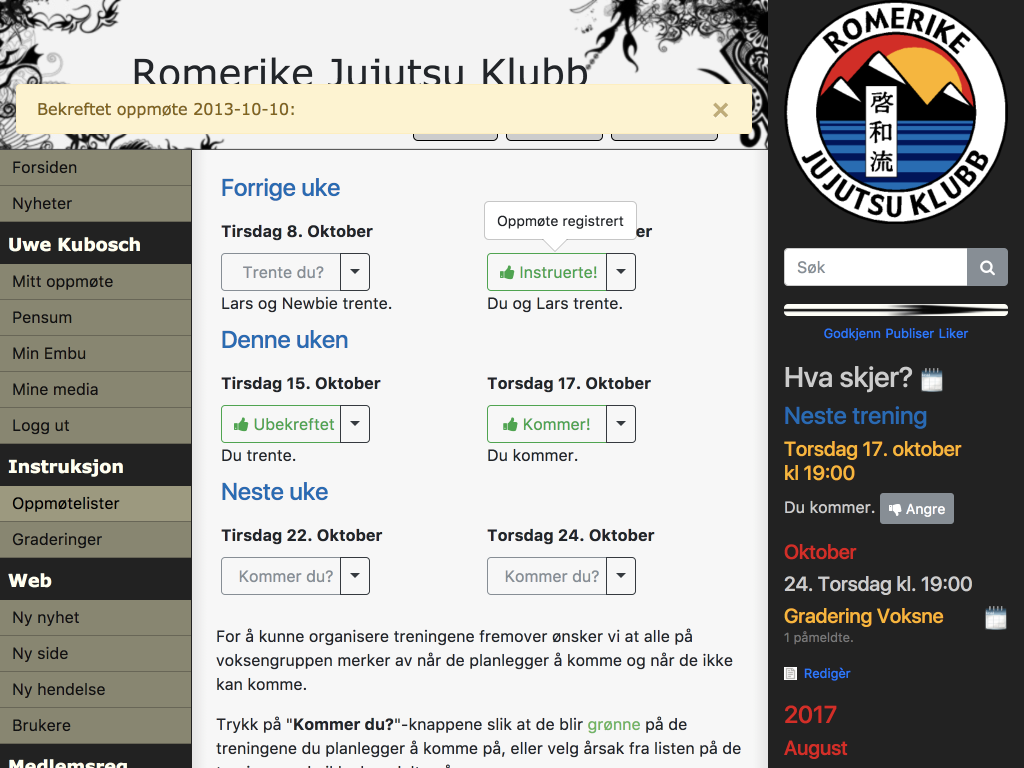 Romerike Jujutsu Klubb
Bekreftet oppmøte 2013-10-10:
×
Forsiden
Nyheter
Uwe Kubosch
Mitt oppmøte
Pensum
Min Embu
Mine media
Logg ut
Instruksjon
Oppmøtelister
Graderinger
Web
Ny nyhet
Ny side
Ny hendelse
Brukere
Medlemsreg
Forrige uke
Tirsdag 8. Oktober
Trente du?
Lars og Newbie trente.
Oppmøte registrert
er
Instruerte!
Du og Lars trente.
Denne uken
Tirsdag 15. Oktober
Ubekreftet
Du trente.
Torsdag 17. Oktober
Kommer!
Du kommer.
Neste uke
Tirsdag 22. Oktober
Kommer du?
Torsdag 24. Oktober
Kommer du?
For å kunne organisere treningene fremover ønsker vi at alle på
voksengruppen merker av når de planlegger å komme og når de ikke
kan komme.
Trykk på "Kommer du?"-knappene slik at de blir grønne på de
treningene du planlegger å komme på, eller velg årsak fra listen på de
ROMERIKE
啓和流
JUJUTSU KLUBB
Søk
Godkjenn Publiser Liker
Hva skjer?
Neste trening
Torsdag 17. oktober
kl 19:00
Du kommer. Angre
Oktober
24. Torsdag kl. 19:00
Gradering Voksne
1 påmeldte.
Redigèr
2017
August